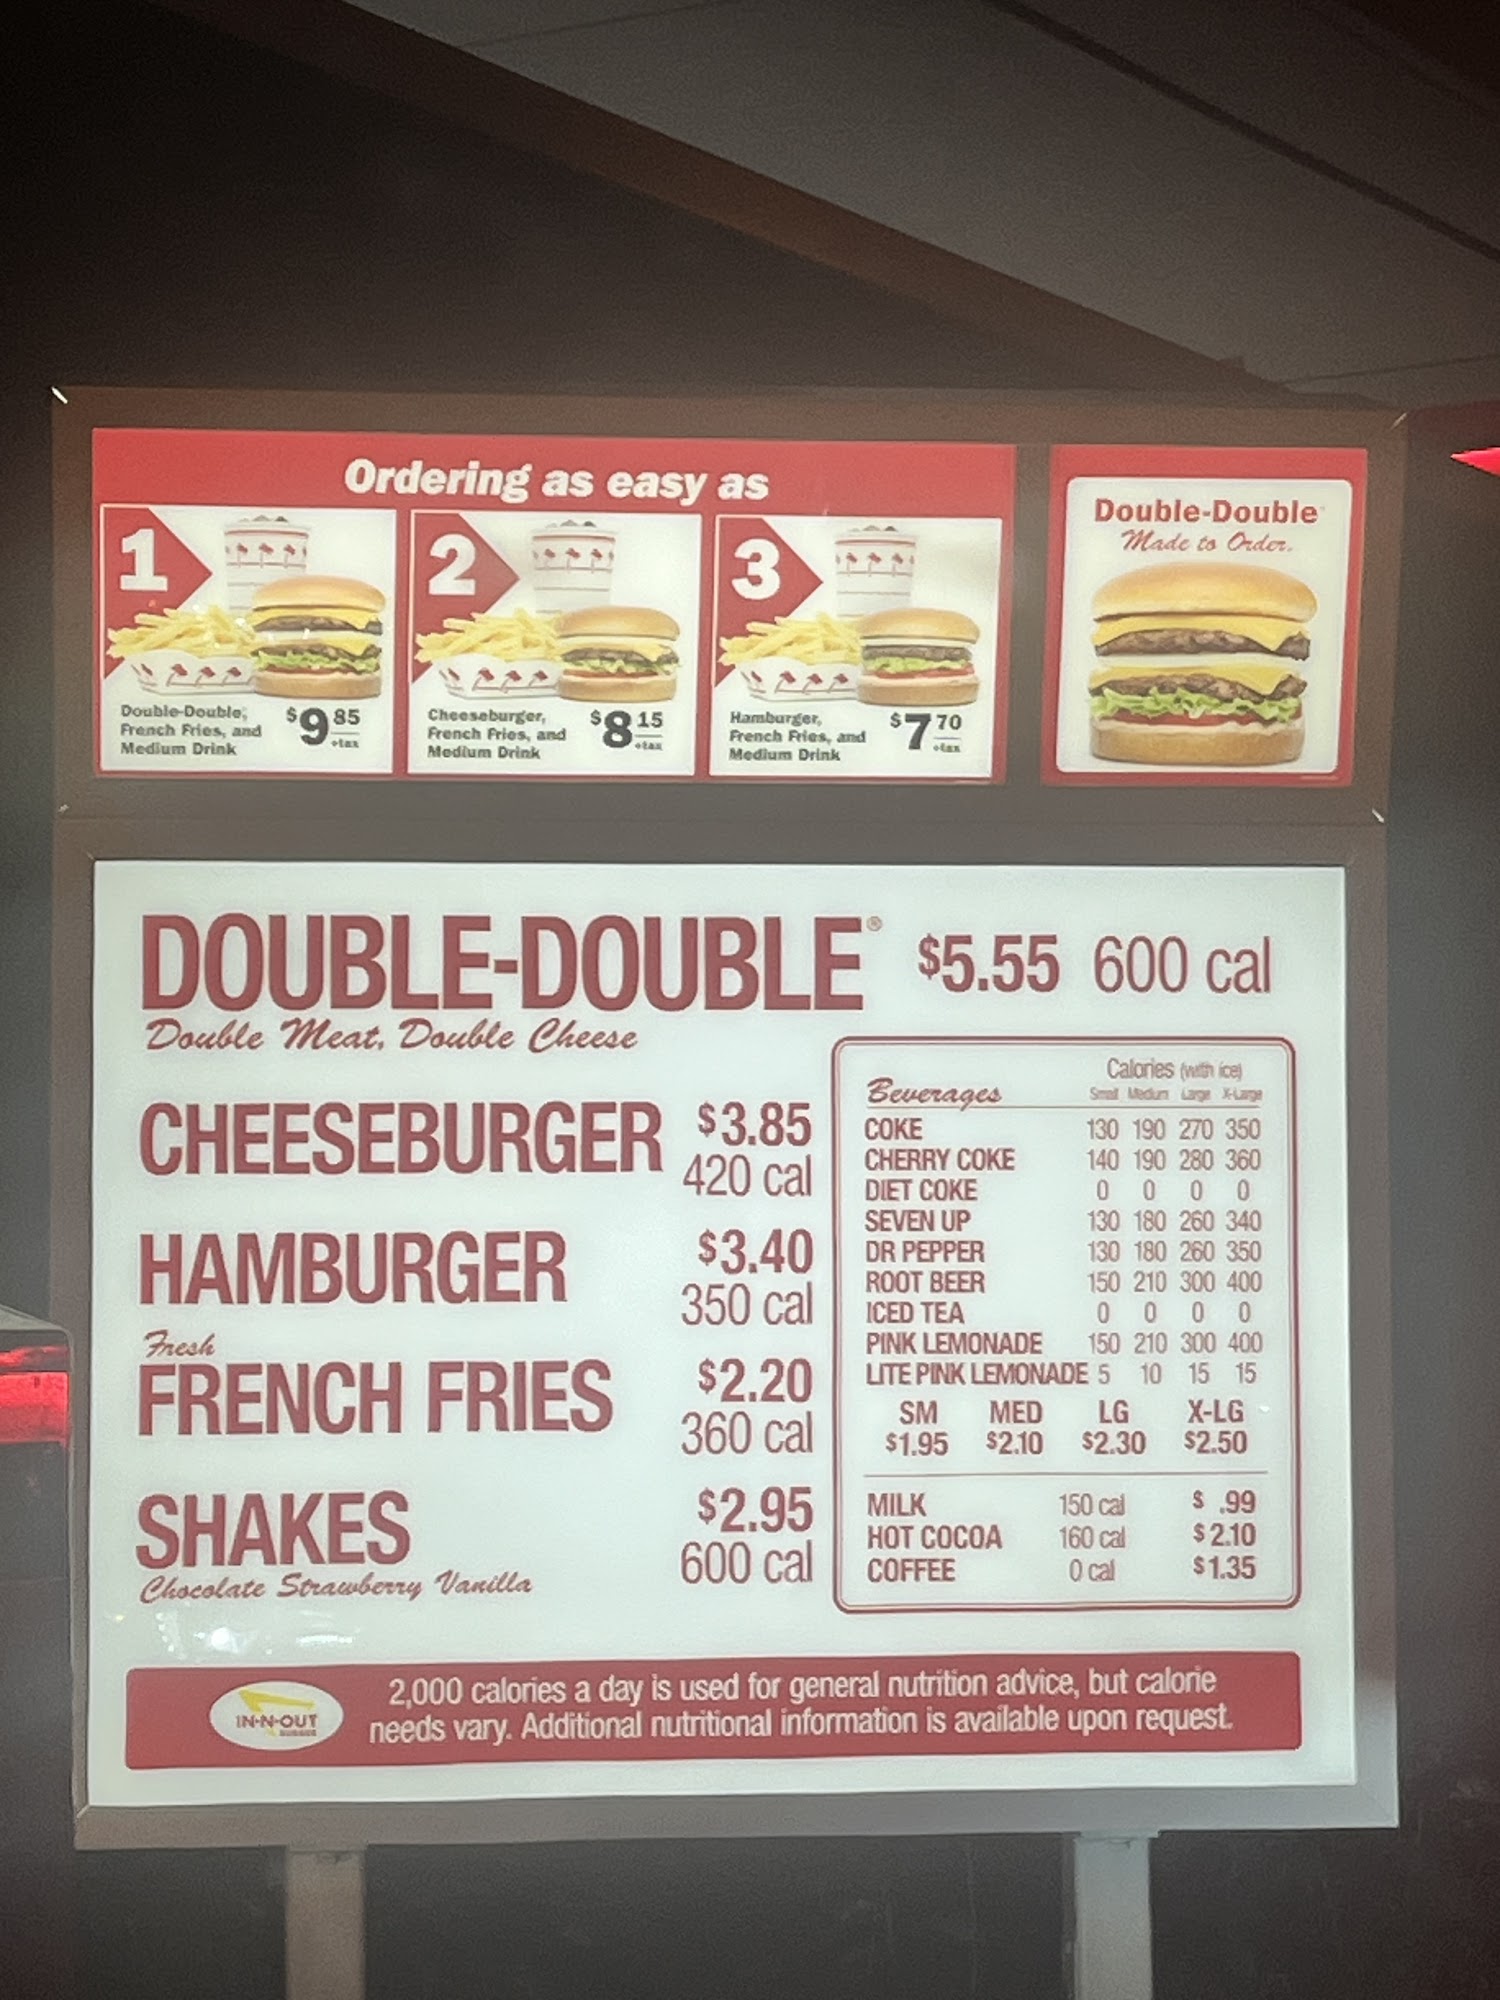 Ordering as easy as
1
Double-Double,
French Fries, and
Medium Drink
$9 85
+tax
2
Cheeseburger,
French Fries, and
Medium Drink
$8 15
+tax
3
Hamburger,
French Fries, and
Medium Drink
$7 70
+tax
Double-Double
Made to Order.
DOUBLE-DOUBLE® $5.55 600 cal
Double Meat, Double Cheese
CHEESEBURGER $3.85
420 cal
HAMBURGER $3.40
350 cal
Fresh
FRENCH FRIES $2.20
360 cal
SHAKES $2.95
600 cal
Chocolate Strawberry Vanilla
Calories (with ice)
Beverages Small Medium Large X-Large
COKE 130 190 270 350
CHERRY COKE 140 190 280 360
DIET COKE 0 0 0 0
SEVEN UP 130 180 260 340
DR PEPPER 130 180 260 350
ROOT BEER 150 210 300 400
ICED TEA 0 0 0 0
PINK LEMONADE 150 210 300 400
LITE PINK LEMONADE 5 10 15 15
SM MED LG X-LG
$1.95 $2.10 $2.30 $2.50
MILK 150 cal $ .99
HOT COCOA 160 cal $2.10
COFFEE 0 cal $1.35
IN-N-OUT
BURGER
2,000 calories a day is used for general nutrition advice, but calorie
needs vary. Additional nutritional information is available upon request.